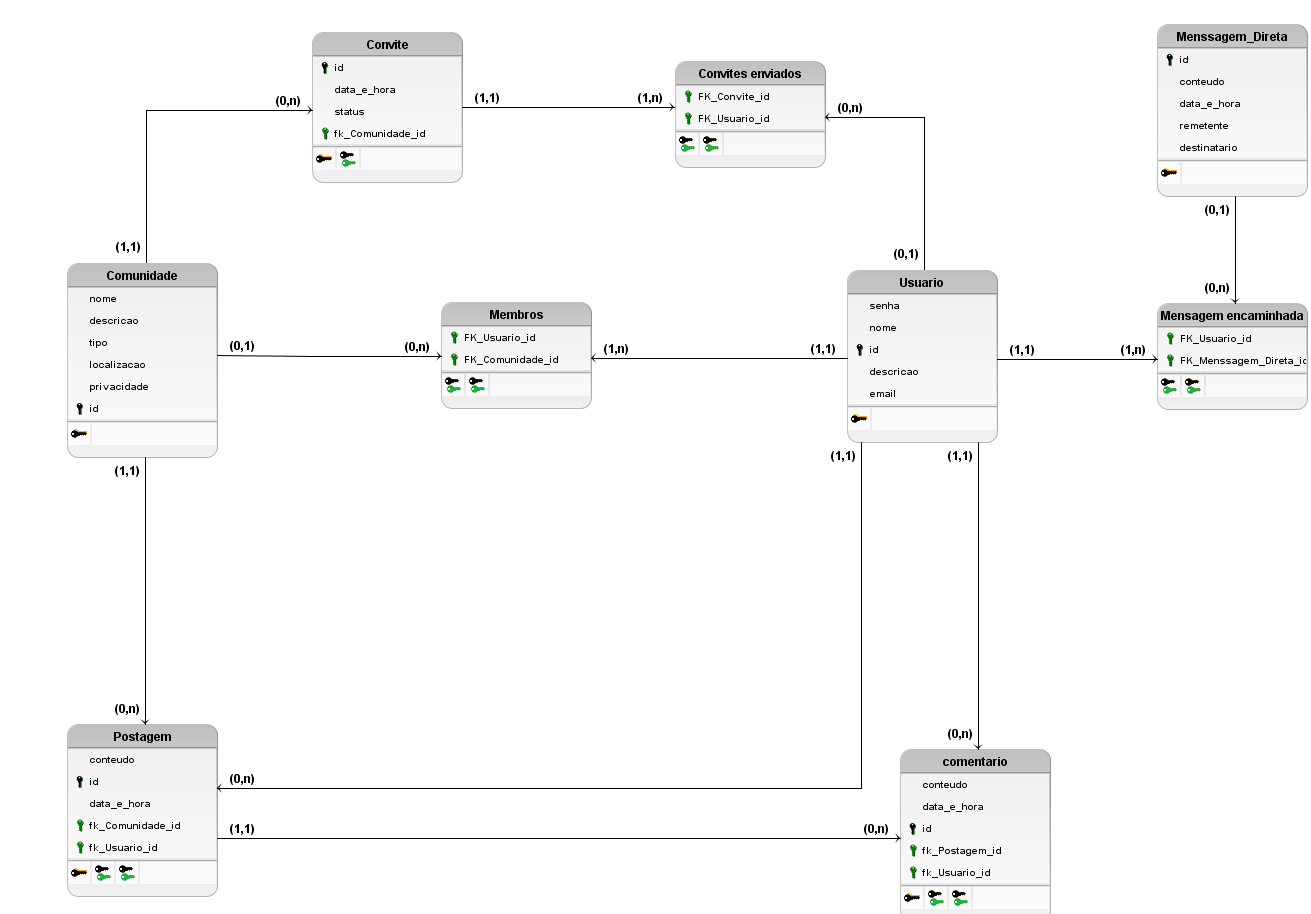 Convite
id
data_e_hora
status
fk_Comunidade_id
(0,n)
(1,1)
(1,1)
(1,n)
Convites enviados
FK_Convite_id
FK_Usuario_id
(0,n)
(0,1)
Menssagem_Direta
id
conteudo
data_e_hora
remetente
destinatario
(0,1)
(0,n)
Comunidade
nome
descricao
tipo
localizacao
privacidade
id
(0,1)
(0,n)
Membros
FK_Usuario_id
FK_Comunidade_id
(1,n)
(1,1)
Usuario
senha
nome
id
descricao
email
(1,1)
(1,n)
Mensagem encaminhada
FK_Usuario_id
FK_Menssagem_Direta_id
(1,1)
(1,1)
(1,1)
(0,n)
(0,n)
Postagem
conteudo
id
data_e_hora
fk_Comunidade_id
fk_Usuario_id
(0,n)
(1,1)
(0,n)
comentario
conteudo
data_e_hora
id
fk_Postagem_id
fk_Usuario_id